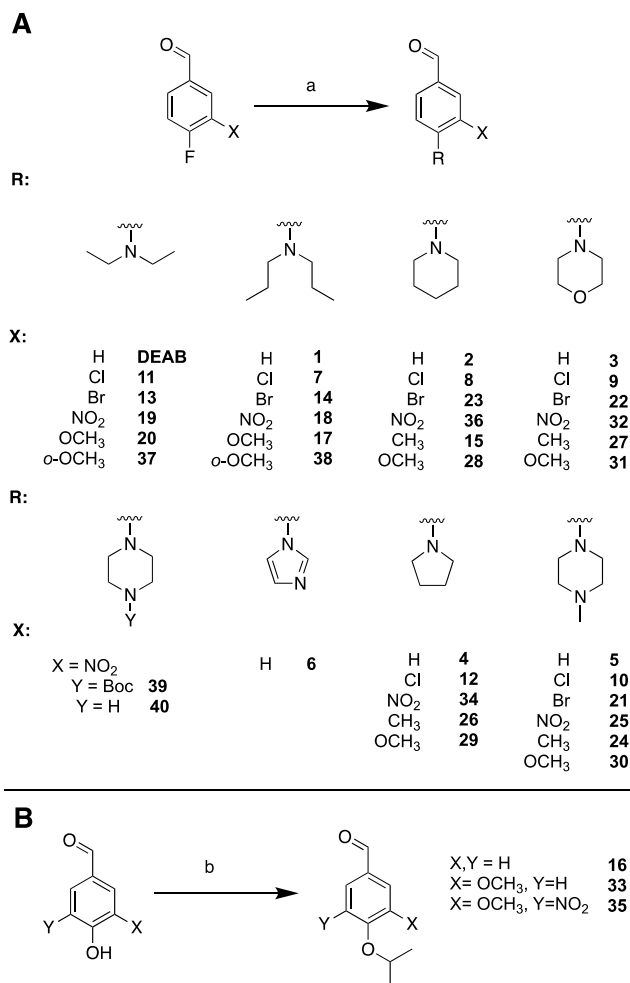 A
O
O
a
X
X
F
R
R:
N
N
N
N
O
X:
H DEAB H 1 H 2 H 3
Cl 11 Cl 7 Cl 8 Cl 9
Br 13 Br 14 Br 23 Br 22
NO2 19 NO2 18 NO2 36 NO2 32
OCH3 20 OCH3 17 CH3 15 CH3 27
o-OCH3 37 o-OCH3 38 OCH3 28 OCH3 31
R:
N
N
N
N
N
N
N
Y
X:
X = NO2 H 6 H 4 H 5
Y = Boc 39 Cl 12 Cl 10
Y = H 40 NO2 34 Br 21
CH3 26 NO2 25
OCH3 29 CH3 24
OCH3 30
B
O
O
b
X,Y = H 16
X= OCH3, Y=H 33
X= OCH3, Y=NO2 35
Y
X
Y
X
OH
O